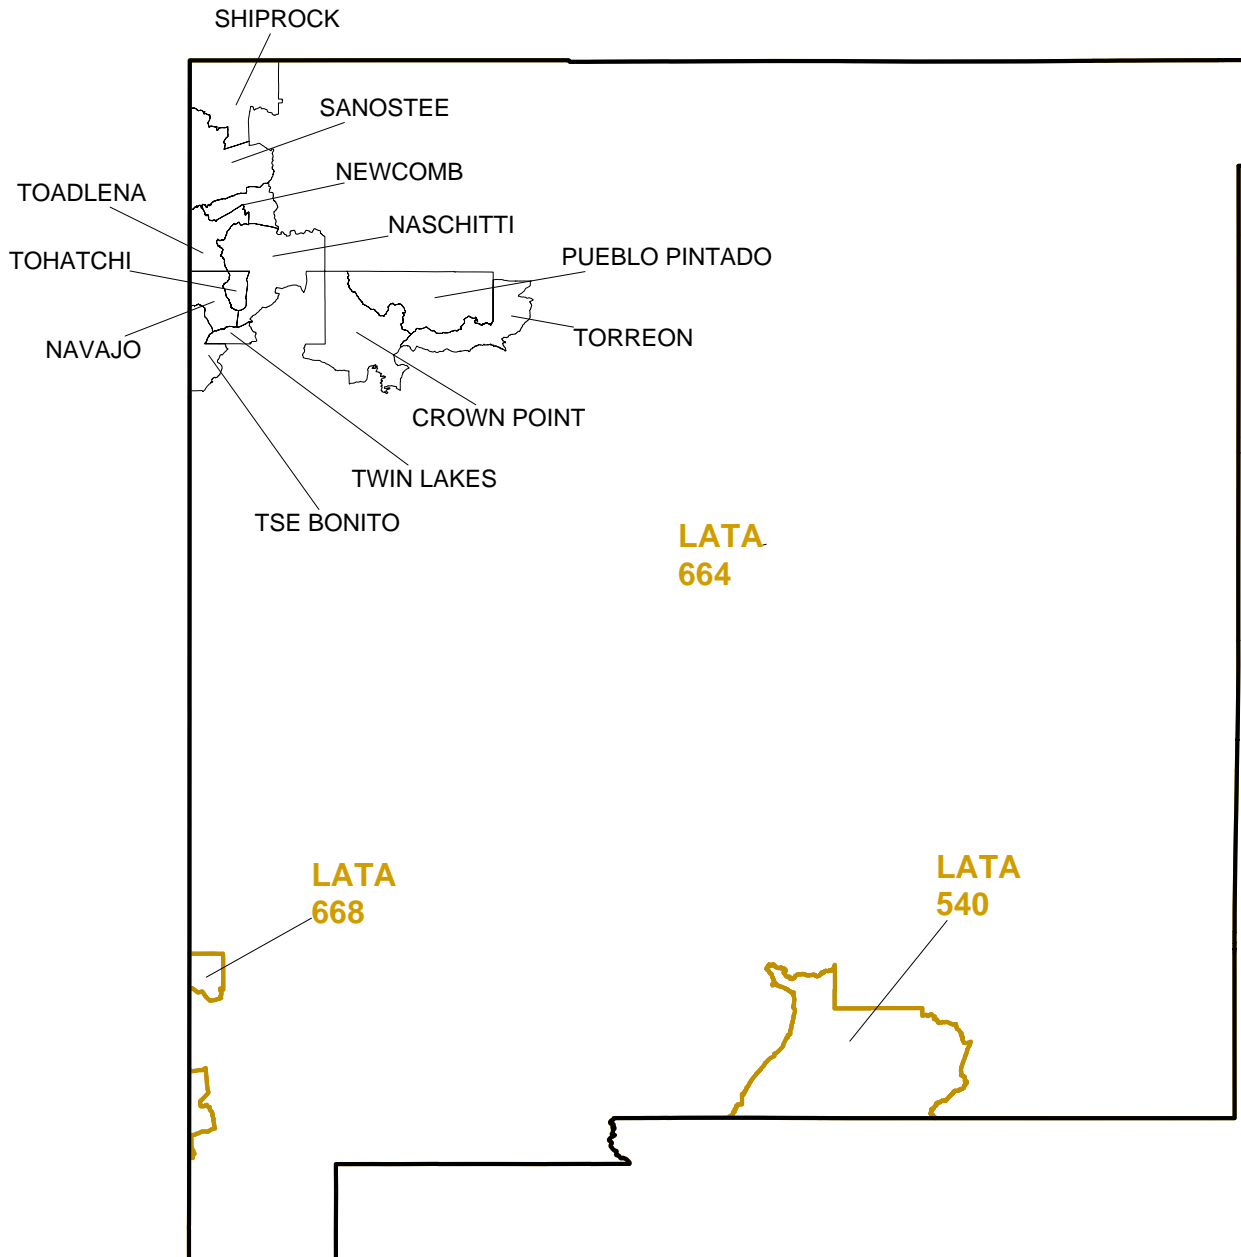 SHIPROCK
SANOSTEE
NEWCOMB
TOADLENA
NASCHITTI
TOHATCHI
PUEBLO PINTADO
NAVAJO
TORREON
CROWN POINT
TWIN LAKES
TSE BONITO
LATA
664
LATA
668
LATA
540